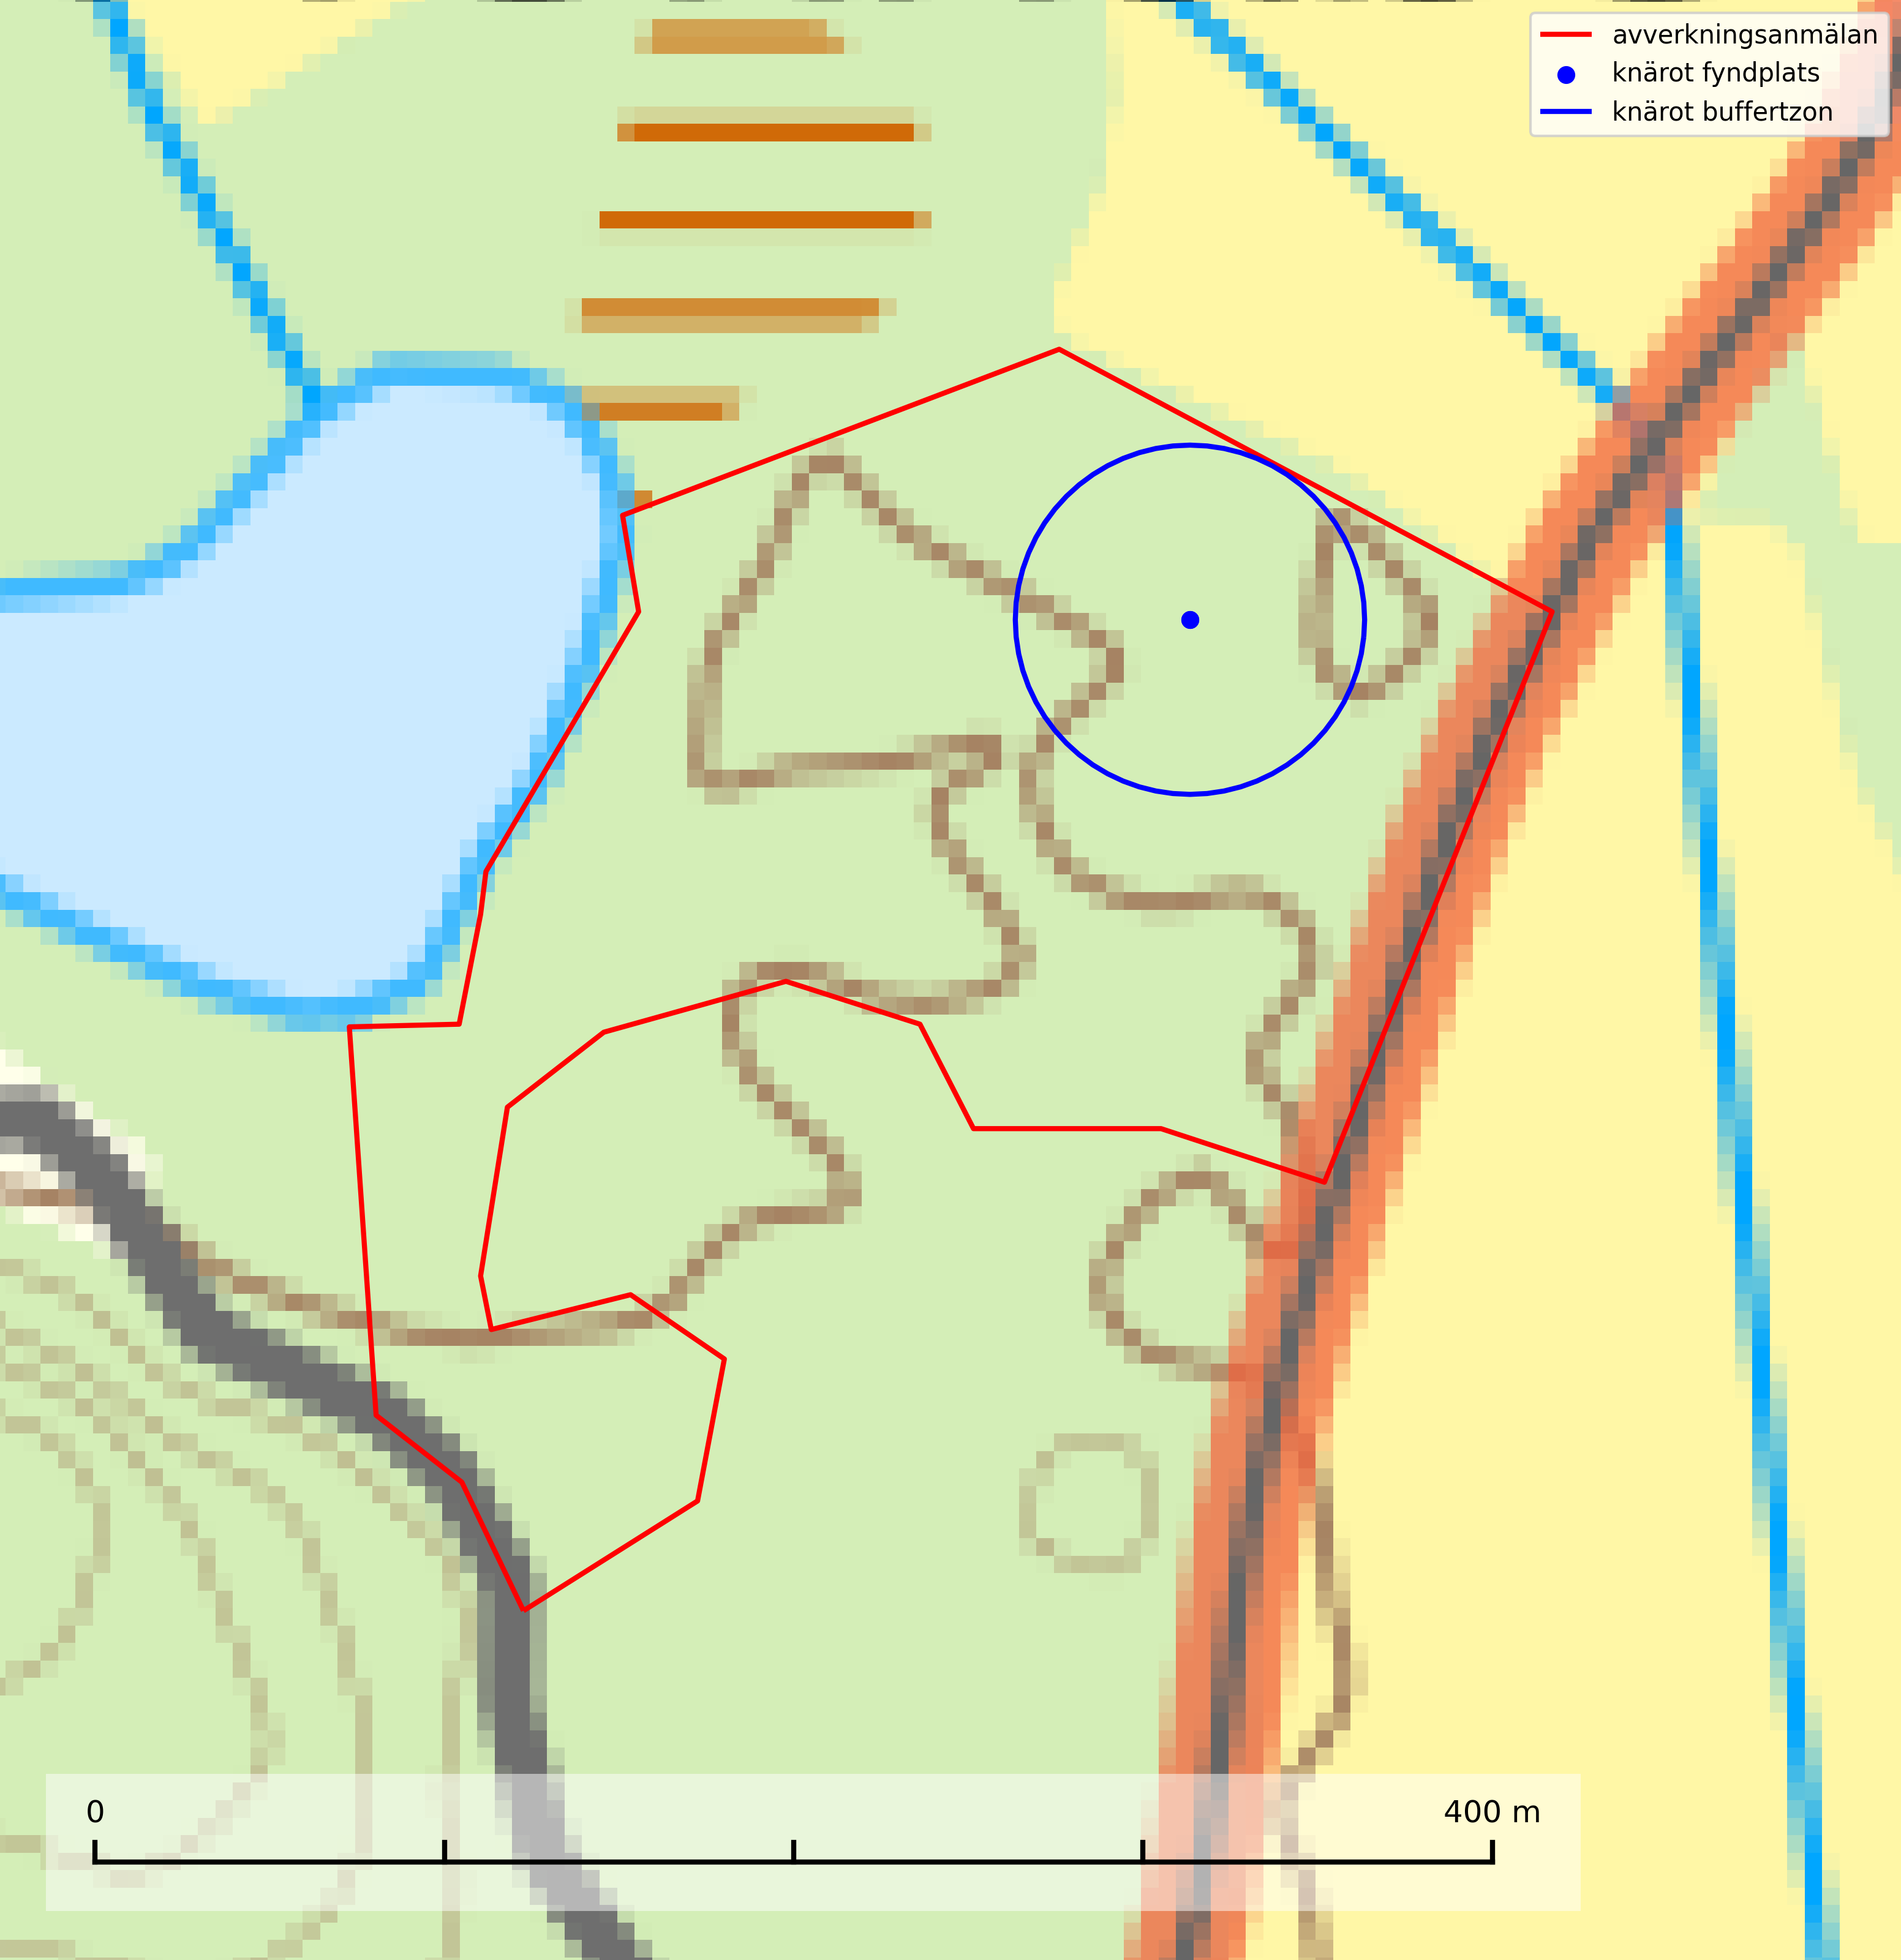 avverkningsanmälan
knärot fyndplats
knärot buffertzon
0
400 m